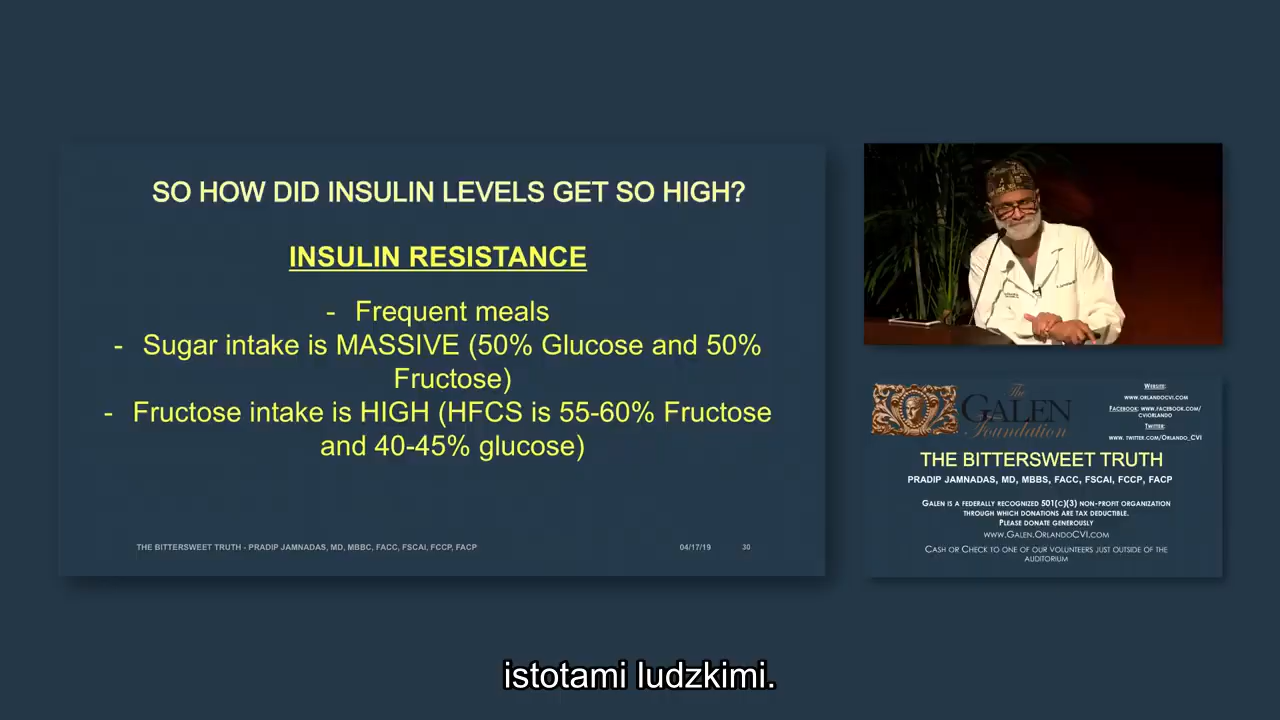 SO HOW DID INSULIN LEVELS GET SO HIGH?
INSULIN RESISTANCE
- Frequent meals
- Sugar intake is MASSIVE (50% Glucose and 50%
Fructose)
- Fructose intake is HIGH (HFCS is 55-60% Fructose
and 40-45% glucose)
THE BITTERSWEET TRUTH - PRADIP JAMNADAS, MD, MBBC, FACC, FSCAI, FCCP, FACP
04/17/19 30
The
GALEN
Foundation
WEBSITE:
WWW.ORLANDOCVI.COM
FACEBOOK: WWW.FACEBOOK.COM/
CVIORLANDO
TWITTER:
WWW. TWITTER.COM/ORLANDO_CVI
THE BITTERSWEET TRUTH
PRADIP JAMNADAS, MD, MBBS, FACC, FSCAI, FCCP, FACP
GALEN IS A FEDERALLY RECOGNIZED 501(C)(3) NON-PROFIT ORGANIZATION
THROUGH WHICH DONATIONS ARE TAX DEDUCTIBLE.
PLEASE DONATE GENEROUSLY
WWW.GALEN.ORLANDOCVI.COM
CASH OR CHECK TO ONE OF OUR VOLUNTEERS JUST OUTSIDE OF THE
AUDITORIUM
istotami ludzkimi.